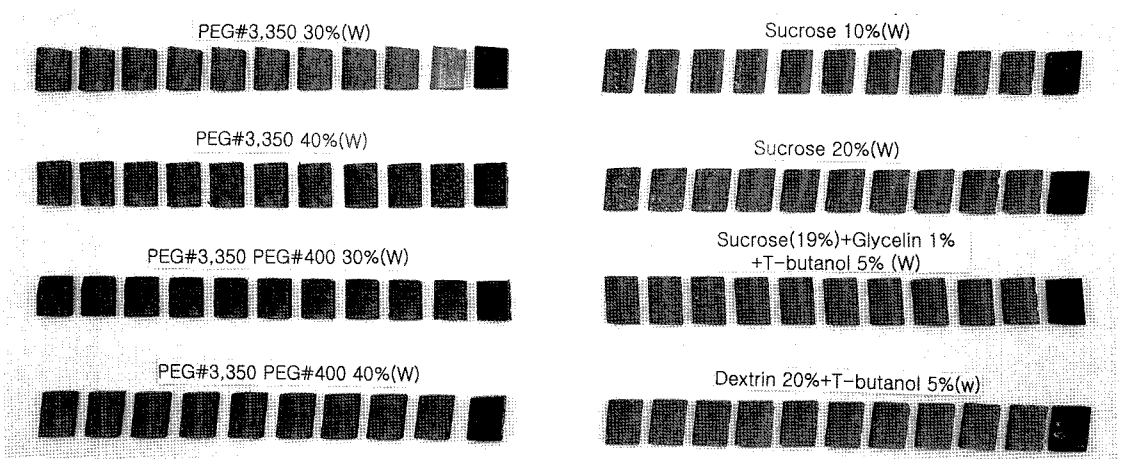 PEG#3,350 30%(W)
PEG#3,350 40%(W)
PEG#3,350 PEG#400 30%(W)
PEG#3,350 PEG#400 40%(W)
Sucrose 10%(W)
Sucrose 20%(W)
Sucrose(19%)+Glycelin 1%
+T-butanol 5% (W)
Dextrin 20%+T-butanol 5%(w)